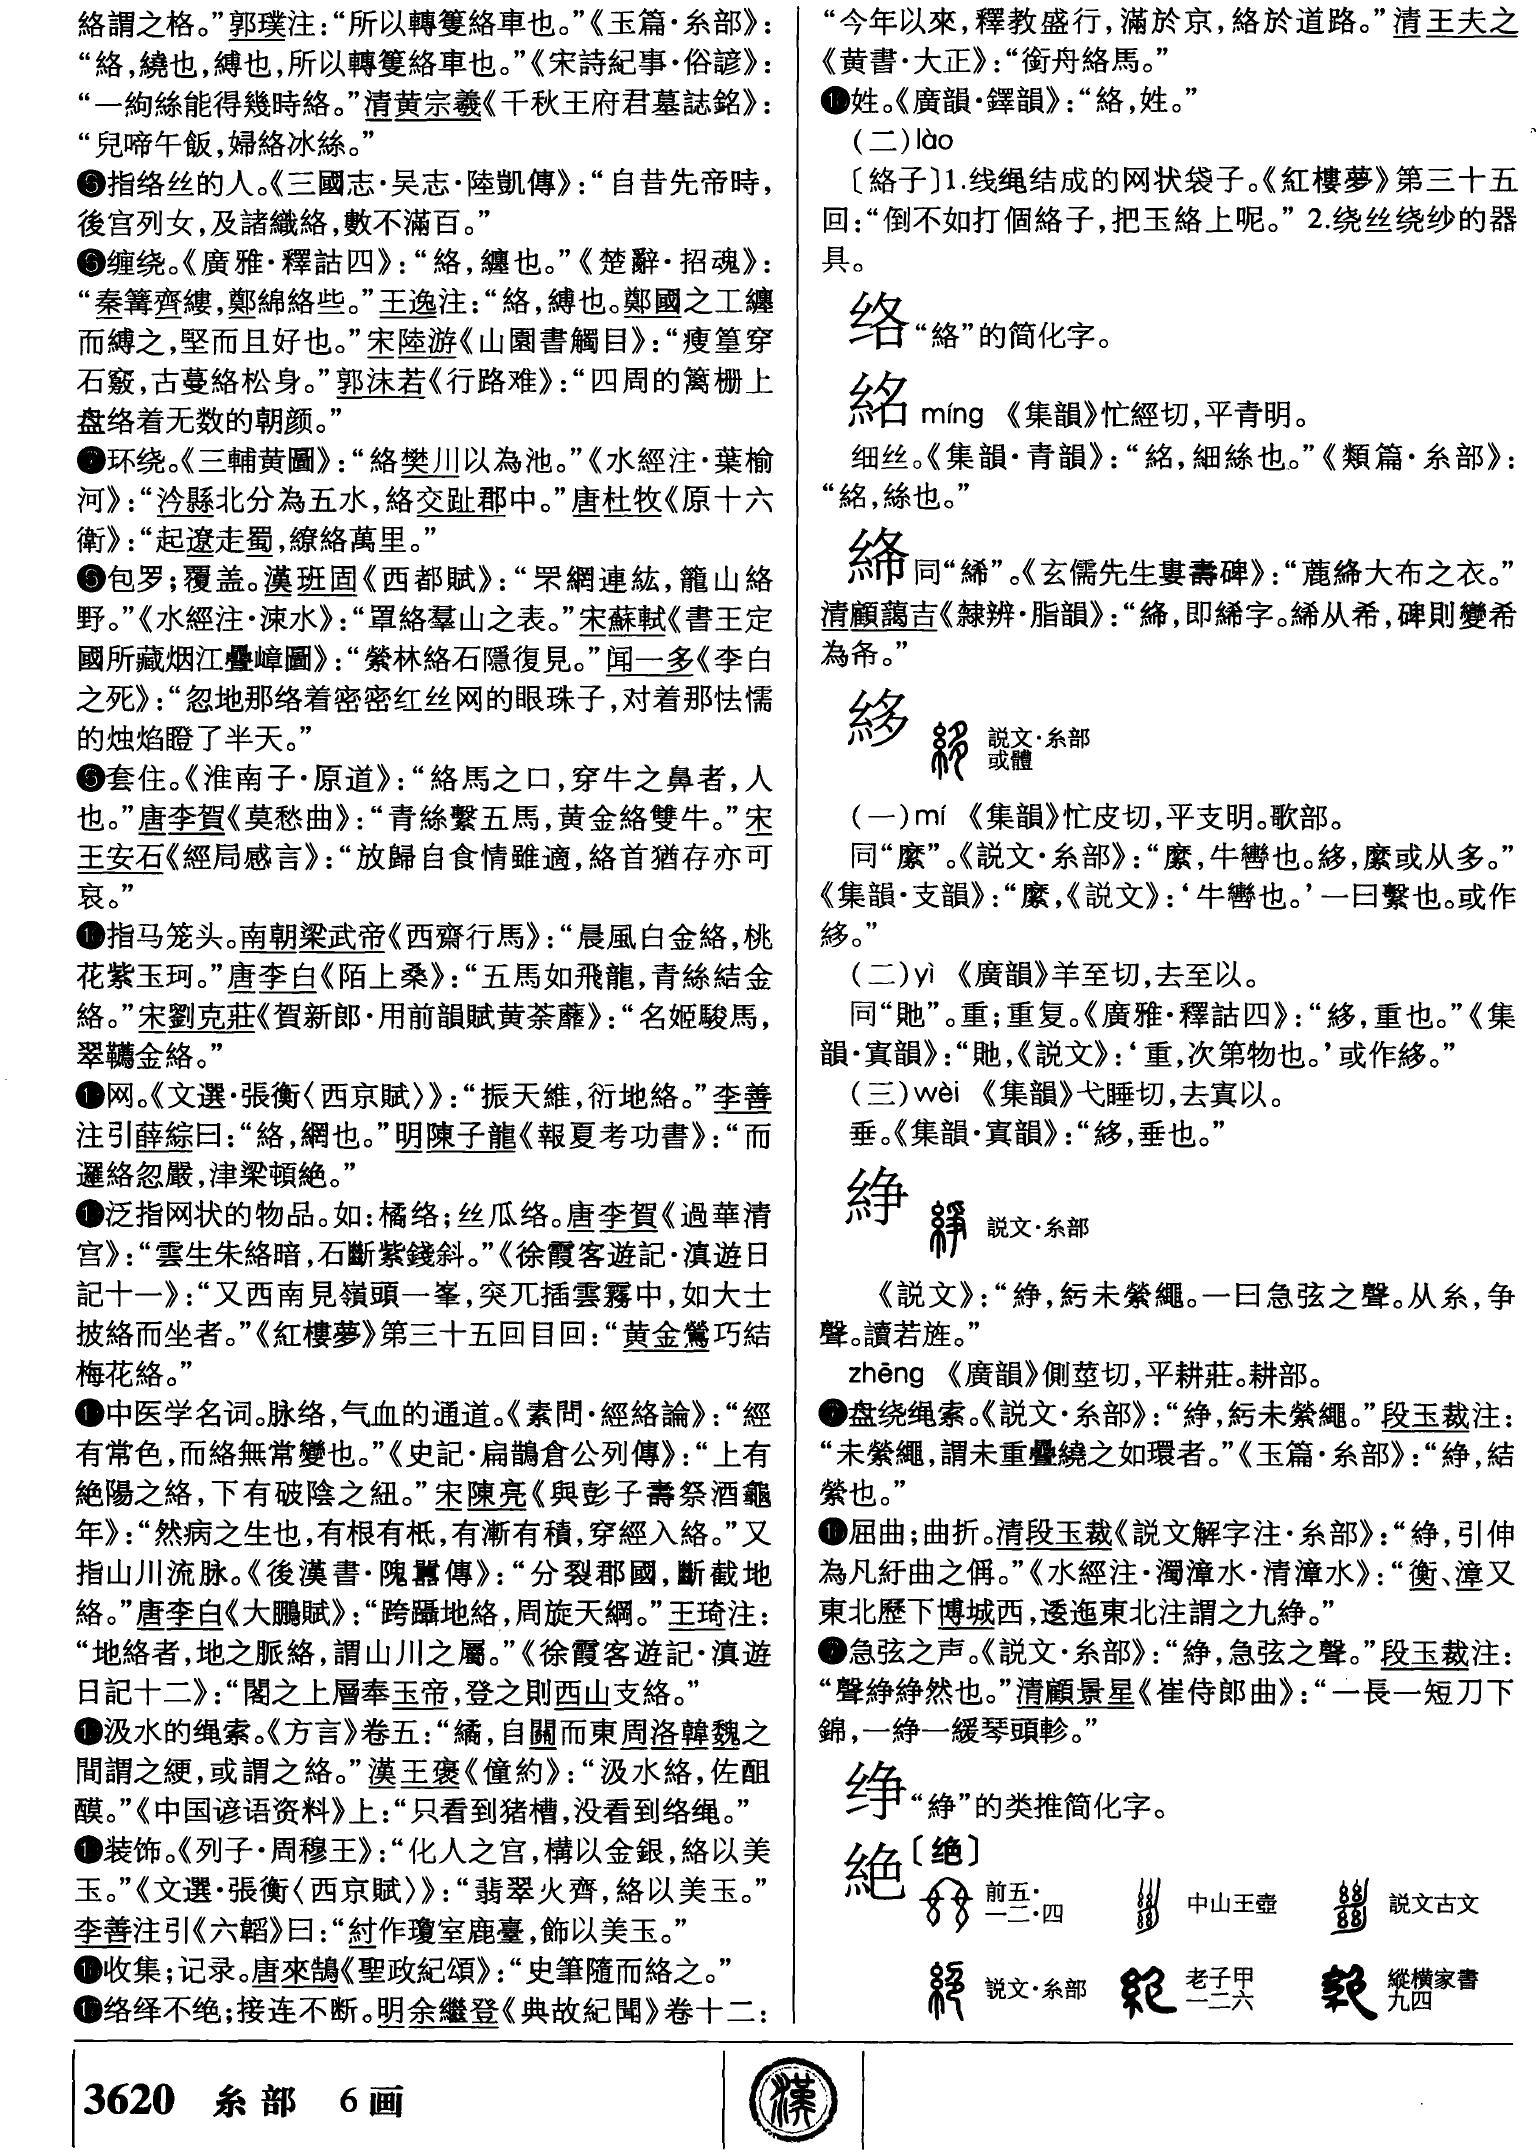 絡謂之格。”郭璞注：“所以轉籰絡車也。”《玉篇·糸部》：
“絡，繞也，縛也，所以轉籰絡車也。”《宋詩紀事·俗諺》：
“一絇絲能得幾時絡。”清黄宗羲《千秋王府君墓誌銘》：
“兒啼午飯，婦絡冰絲。”
❺指络丝的人。《三國志·吴志·陸凱傳》：“自昔先帝時，
後宫列女，及諸織絡，數不滿百。”
❻缠绕。《廣雅·釋詁四》：“絡，纏也。”《楚辭·招魂》：
“秦篝齊縷，鄭綿絡些。”王逸注：“絡，縛也。鄭國之工纏
而縛之，堅而且好也。”宋陸游《山園書觸目》：“瘦篁穿
石竅，古蔓絡松身。”郭沫若《行路难》：“四周的篱栅上
盘络着无数的朝颜。”
❼环绕。《三輔黄圖》：“絡樊川以為池。”《水經注·葉榆
河》：“㳂縣北分為五水，絡交趾郡中。”唐杜牧《原十六
衛》：“起遼走蜀，繚絡萬里。”
包罗；覆盖。漢班固《西都賦》：“罘網連紘，籠山絡
野。”《水經注·涑水》：“罩絡羣山之表。”宋蘇軾《書王定
國所藏烟江疊嶂圖》：“縈林絡石隱復見。”闻一多《李白
之死》：“忽地那络着密密红丝网的眼珠子，对着那怯懦
的烛焰瞪了半天。”
套住。《淮南子·原道》：“絡馬之口，穿牛之鼻者，人
也。”唐李賀《莫愁曲》：“青絲繫五馬，黄金絡雙牛。”宋
王安石《經局感言》：“放歸自食情雖適，絡首猶存亦可
哀。”
指马笼头。南朝梁武帝《西齋行馬》：“晨風白金絡，桃
花紫玉珂。”唐李白《陌上桑》：“五馬如飛龍，青絲結金
絡。”宋劉克莊《賀新郎·用前韻賦黄荼蘼》：“名姬駿馬，
翠韉金絡。”
网。《文選·張衡〈西京賦〉》：“振天維，衍地絡。”李善
注引薛綜曰：“絡，網也。”明陳子龍《報夏考功書》：“而
邏絡忽嚴，津梁頓絶。”
泛指网状的物品。如：橘络；丝瓜络。唐李賀《過華清
宫》：“雲生朱絡暗，石斷紫錢斜。”《徐霞客遊記·滇遊日
記十一》：“又西南見嶺頭一峯，突兀插雲霧中，如大士
披絡而坐者。”《紅樓夢》第三十五回目回：“黄金鶯巧結
梅花絡。”
中医学名词。脉络，气血的通道。《素問·經絡論》：“經
有常色，而絡無常變也。”《史記·扁鵲倉公列傳》：“上有
絶陽之絡，下有破陰之紐。”宋陳亮《與彭子壽祭酒龜
年》：“然病之生也，有根有柢，有漸有積，穿經入絡。”又
指山川流脉。《後漢書·隗囂傳》：“分裂郡國，斷截地
絡。”唐李白《大鵬賦》：“跨躡地絡，周旋天綱。”王琦注：
“地絡者，地之脈絡，謂山川之屬。”《徐霞客遊記·滇遊
日記十二》：“閣之上層奉玉帝，登之則西山支絡。”
汲水的绳索。《方言》卷五：“繘，自關而東周洛韓魏之
間謂之綆，或謂之絡。”漢王褒《僮約》：“汲水絡，佐酤
醭。”《中国谚语资料》上：“只看到猪槽，没看到络绳。”
装饰。《列子·周穆王》：“化人之宫，構以金銀，絡以美
玉。”《文選·張衡〈西京賦〉》：“翡翠火齊，絡以美玉。”
李善注引《六韜》曰：“紂作瓊室鹿臺，飾以美玉。”
收集；记录。唐來鵠《聖政紀頌》：“史筆隨而絡之。”
络绎不绝；接连不断。明余繼登《典故紀聞》卷十二：
“今年以來，釋教盛行，滿於京，絡於道路。”清王夫之
《黄書·大正》：“銜舟絡馬。”
姓。《廣韻·鐸韻》：“絡，姓。”
（二）lào
〔絡子〕1.线绳结成的网状袋子。《紅樓夢》第三十五
回：“倒不如打個絡子，把玉絡上呢。” 2.绕丝绕纱的器
具。
络“絡”的简化字。
絽 míng 《集韻》忙經切，平青明。
细丝。《集韻·青韻》：“䋟，細絲也。”《類篇·糸部》：
“䋟，絲也。”
同“絺”。《玄儒先生婁壽碑》：“麤大布之衣。”
清顧藹吉《隸辨·脂韻》：“即絺字。絺从希，碑則變希
為㡀。”
䋾 説文·糸部
或體
（一）mí 《集韻》忙皮切，平支明。歌部。
同“縻”。《説文·糸部》：“縻，牛轡也。䋾，縻或从多。”
《集韻·支韻》：“縻，《説文》：‘牛轡也。’一曰繫也。或作
䋾。”
（二）yì 《廣韻》羊至切，去至以。
同“貤”。重；重复。《廣雅·釋詁四》：“䋾，重也。”《集
韻·寘韻》：“貤，《説文》：‘重，次第物也。’或作䋾。”
（三）wèi 《集韻》弋睡切，去寘以。
垂。《集韻·寘韻》：“䋾，垂也。”
絣 説文·糸部
《説文》：“綪，紆未縈繩。一曰急弦之聲。从糸，争
聲。讀若旌。”
zhēng 《廣韻》側莖切，平耕莊。耕部。
盘绕绳索。《説文·糸部》：“綪，紆未縈繩。”段玉裁注：
“未縈繩，謂未重疊繞之如環者。”《玉篇·糸部》：“綪，結
縈也。”
屈曲；曲折。清段玉裁《説文解字注·糸部》：“綪，引伸
為凡紆曲之偁。”《水經注·濁漳水·清漳水》：“衡、漳又
東北歷下博城西，逶迤東北注謂之九綪。”
急弦之声。《説文·糸部》：“綪，急弦之聲。”段玉裁注：
“聲綪綪然也。”清顧景星《崔侍郎曲》：“一長一短刀下
錦，一綪一緩琴頭軫。”
“綪”的类推简化字。
絶〔绝〕
前五·一二·四 中山王壺 説文古文
説文·糸部 老子甲一二六 縱横家書九四
3620 糸部 6画
漢